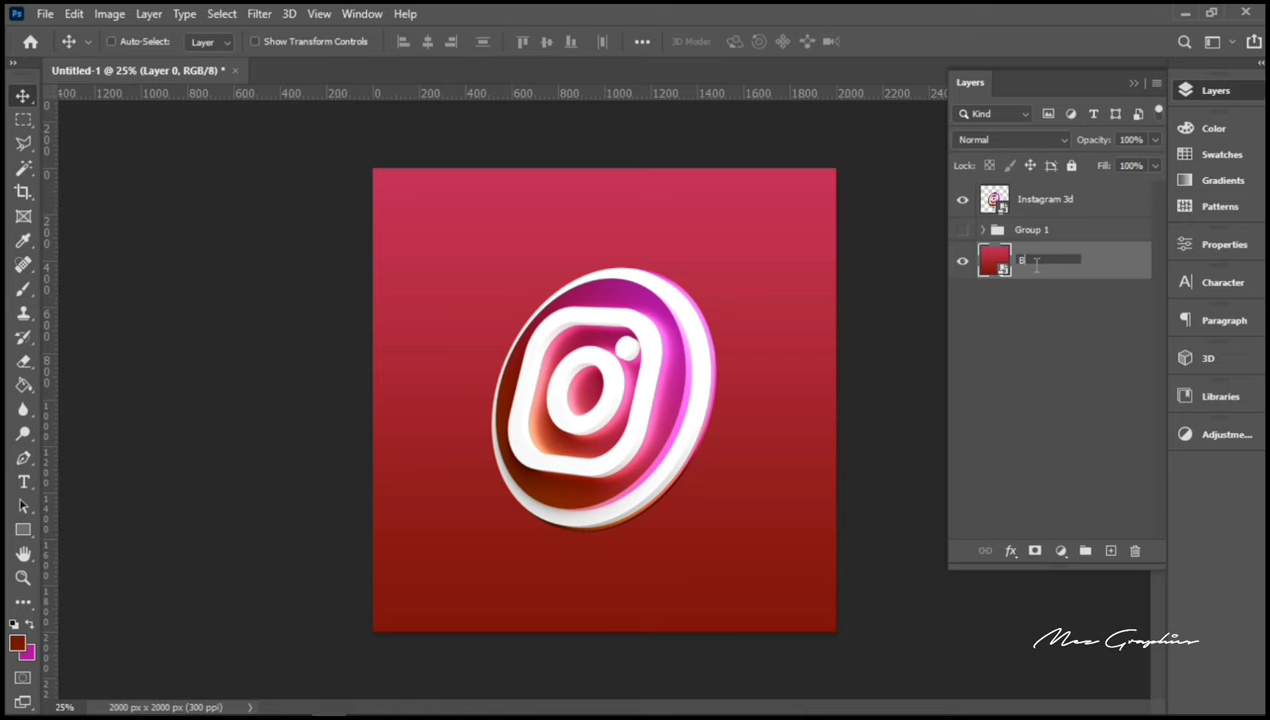 Ps File Edit Image Layer Type Select Filter 3D View Window Help
Auto-Select: Layer Show Transform Controls 3D Mode:
Untitled-1 @ 25% (Layer 0, RGB/8) * ×
400 1200 1000 800 600 400 200 0 200 400 600 800 1000 1200 1400 1600 1800 2000 2200
Layers
Kind
Normal Opacity: 100%
Lock: Fill: 100%
Instagram 3d
Group 1
B
Layers
Color
Swatches
Gradients
Patterns
Properties
Character
Paragraph
3D
Libraries
Adjustme...
fx
Mez Graphics
25% 2000 px x 2000 px (300 ppi)